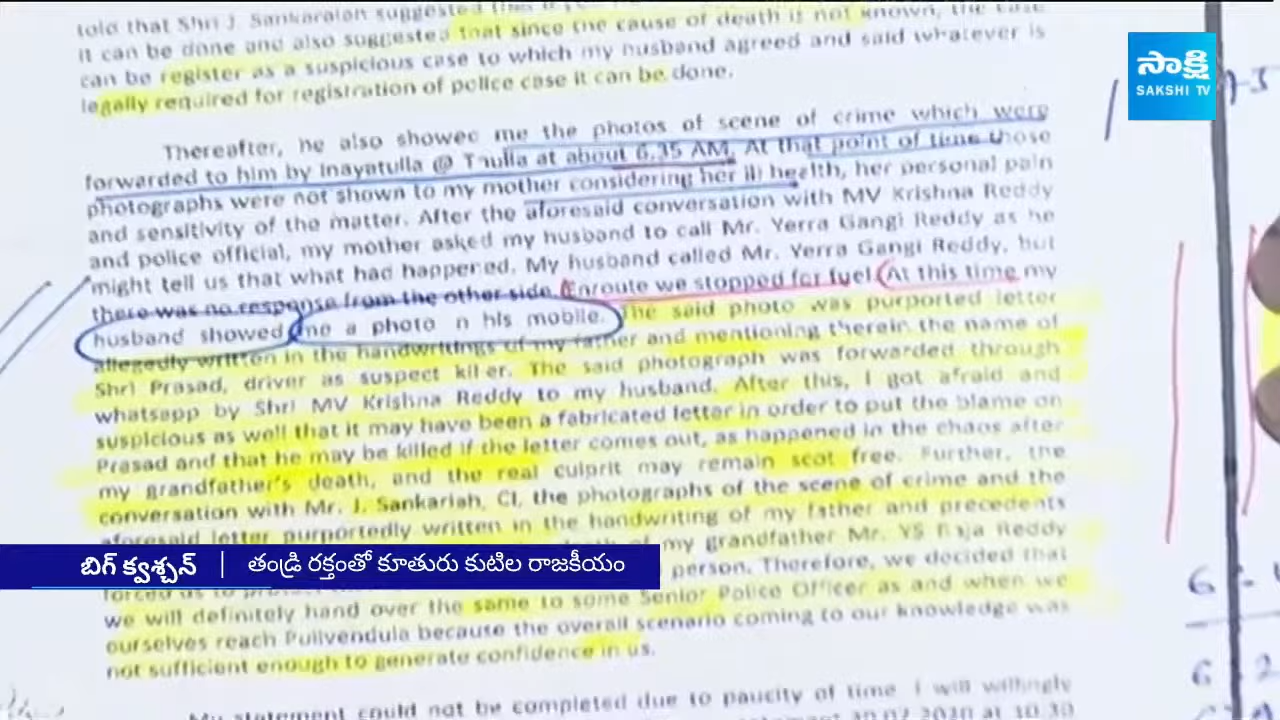 told that Shri J. Sankaraiah suggested
it can be done and also suggested that since the cause of death is not known, the case
can be register as a suspicious case to which my husband agreed and said whatever is
legally required for registration of police case it can be done.
Thereafter, he also showed me the photos of scene of crime which were
forwarded to him by Inayatulla @ Tnulla at about 6.35 AM. At that point of time those
photographs were not shown to my mother considering her ill health, her personal pain
and sensitivity of the matter. After the aforesaid conversation with MV Krishna Reddy
and police official, my mother asked my husband to call Mr. Yerra Gangi Reddy as he
might tell us that what had happened. My husband called Mr. Yerra Gangi Reddy, but
there was no response from the other side. Enroute we stopped for fuel. At this time my
husband showed me a photo n his mobile. The said photo was purported letter
allegedly written in the handwritings of my father and mentioning therein the name of
Shri Prasad, driver as suspect killer. The said photograph was forwarded through
whatsapp by Shri MV Krishna Reddy to my husband. After this, I got afraid and
suspicious as well that it may have been a fabricated letter in order to put the blame on
Prasad and that he may be killed if the letter comes out, as happened in the chaos after
my grandfather's death, and the real culprit may remain scot free. Further, the
conversation with Mr. J. Sankariah, CI, the photographs of the scene of crime and the
aforesaid letter purportedly written in the handwriting of my father and precedents
my grandfather Mr. YS Raja Reddy
person. Therefore, we decided that
we will definitely hand over the same to some Senior Police Officer as and when we
ourselves reach Pulivendula because the overall scenario coming to our knowledge was
not sufficient enough to generate confidence in us.
My statement could not be completed due to paucity of time. I will willingly
సాక్షి
SAKSHI TV
బిగ్ క్వశ్చన్ | తండ్రి రక్తంతో కూతురు కుటిల రాజకీయం